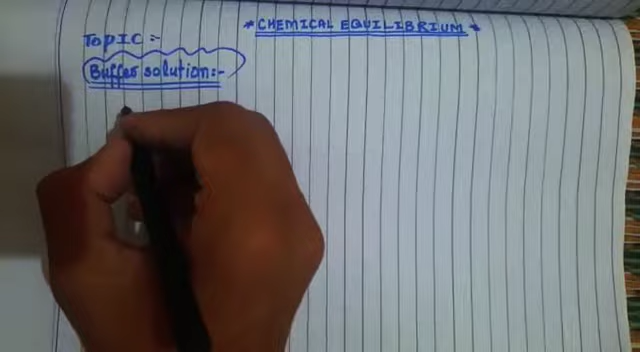 * CHEMICAL EQUILIBRIUM *
TOPIC :-
Buffer solution:-